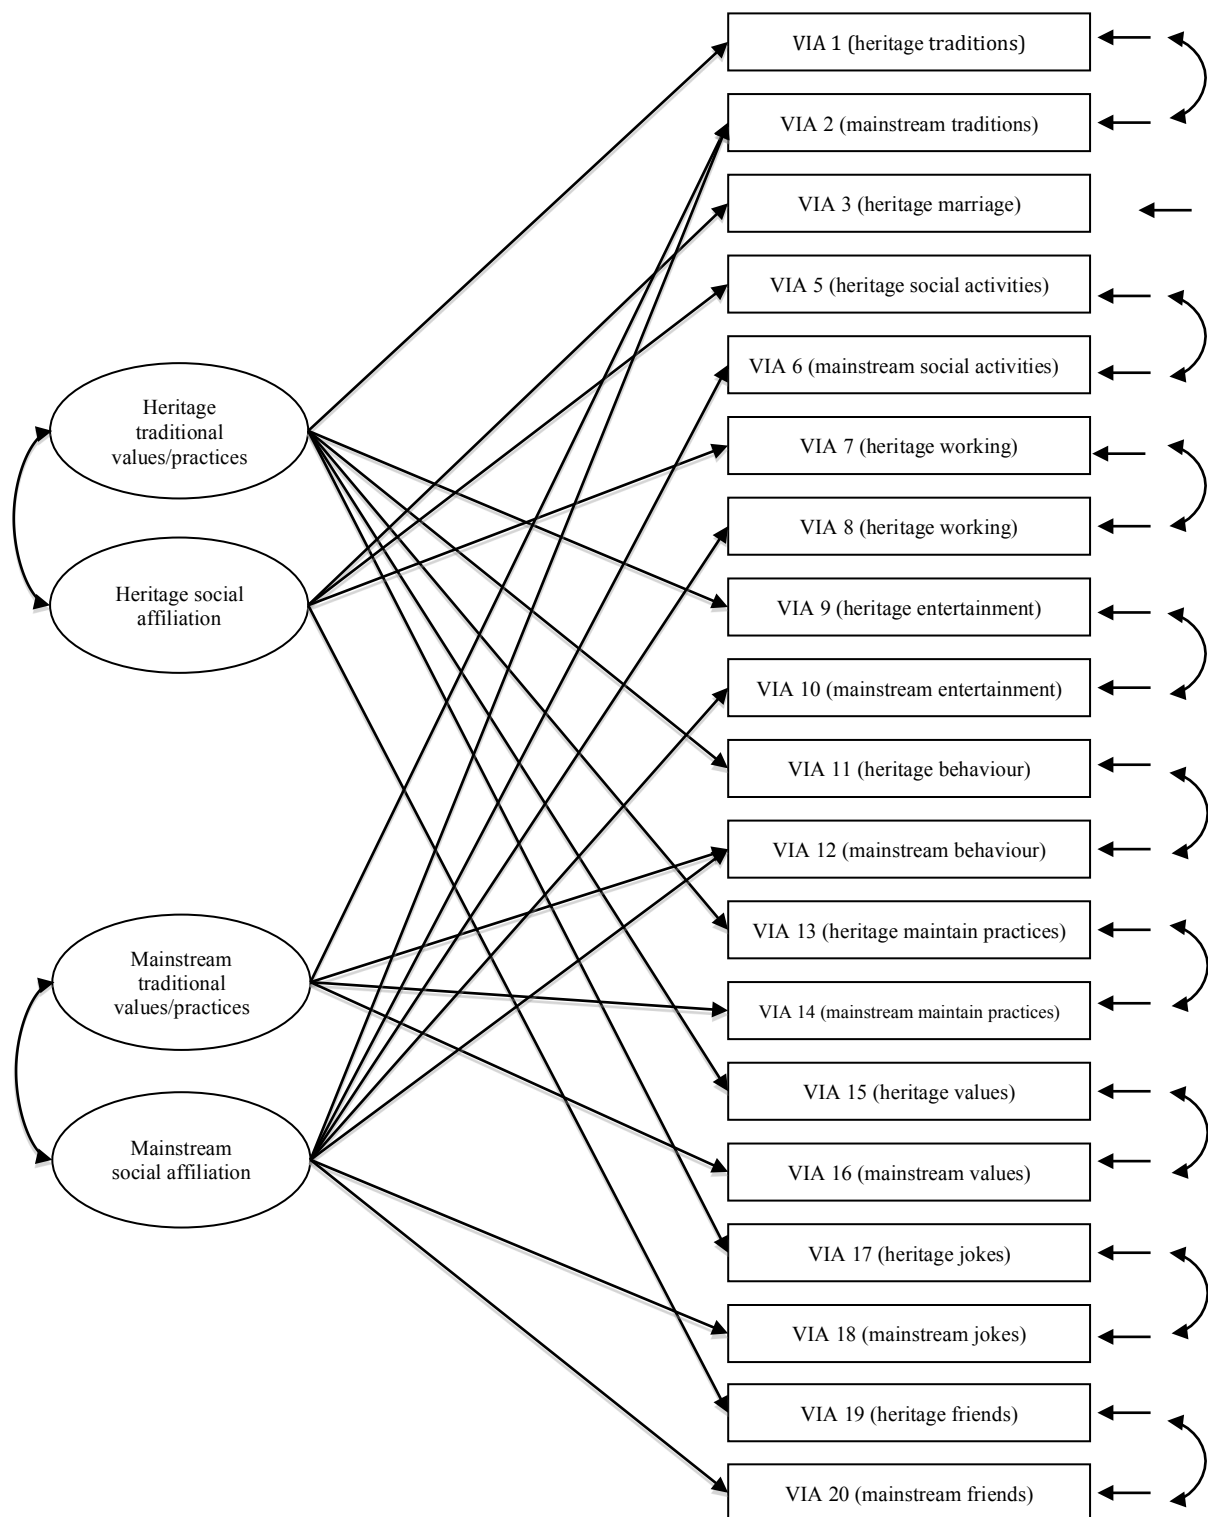 VIA 1 (heritage traditions)
VIA 2 (mainstream traditions)
VIA 3 (heritage marriage)
VIA 5 (heritage social activities)
VIA 6 (mainstream social activities)
VIA 7 (heritage working)
VIA 8 (heritage working)
VIA 9 (heritage entertainment)
VIA 10 (mainstream entertainment)
VIA 11 (heritage behaviour)
VIA 12 (mainstream behaviour)
VIA 13 (heritage maintain practices)
VIA 14 (mainstream maintain practices)
VIA 15 (heritage values)
VIA 16 (mainstream values)
VIA 17 (heritage jokes)
VIA 18 (mainstream jokes)
VIA 19 (heritage friends)
VIA 20 (mainstream friends)
Heritage
traditional
values/practices
Heritage social
affiliation
Mainstream
traditional
values/practices
Mainstream
social affiliation